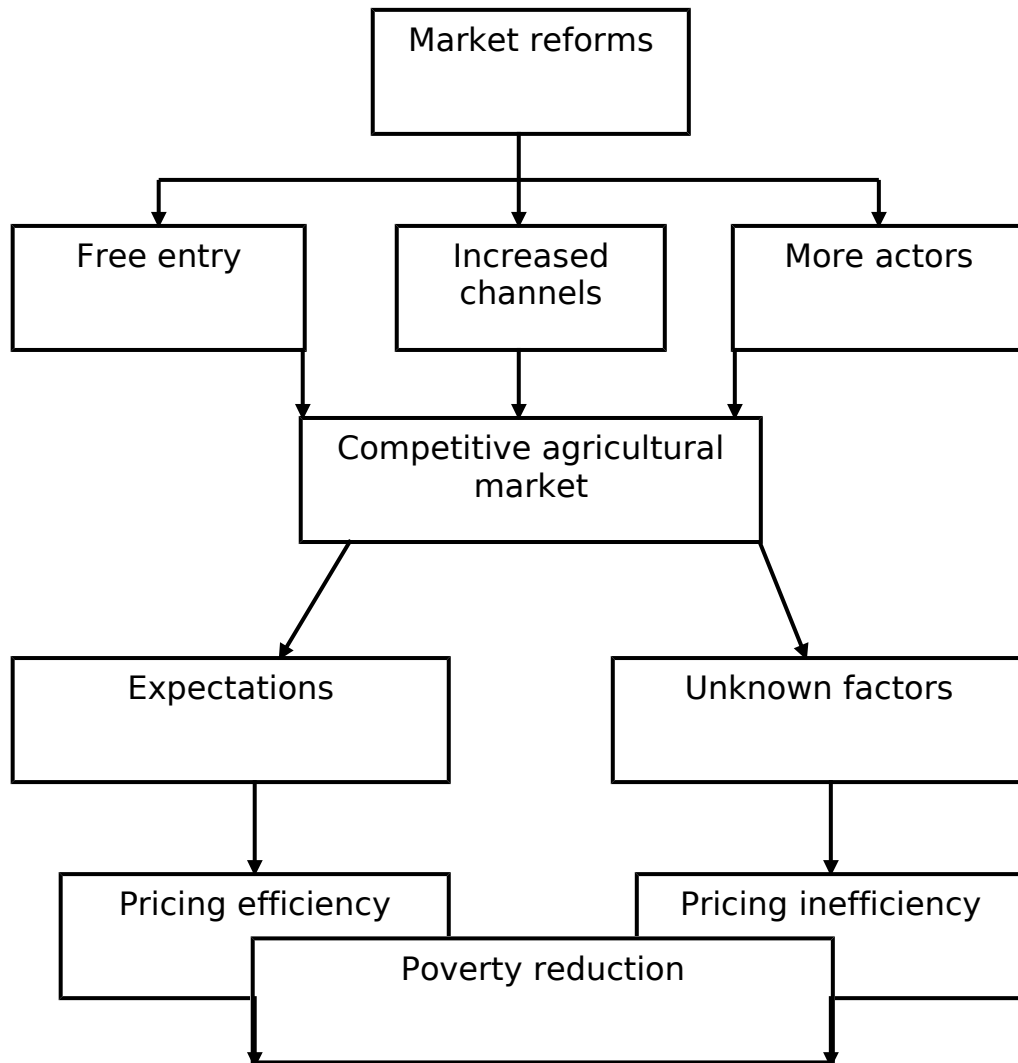 Market reforms
Free entry
Increased
channels
More actors
Competitive agricultural
market
Expectations
Unknown factors
Pricing efficiency
Pricing inefficiency
Poverty reduction